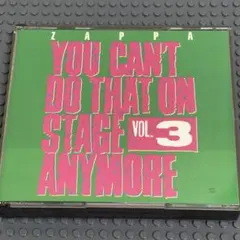 ZAPPA
YOU CAN'T
DO THAT ON
STAGE VOL. 3
ANYMORE